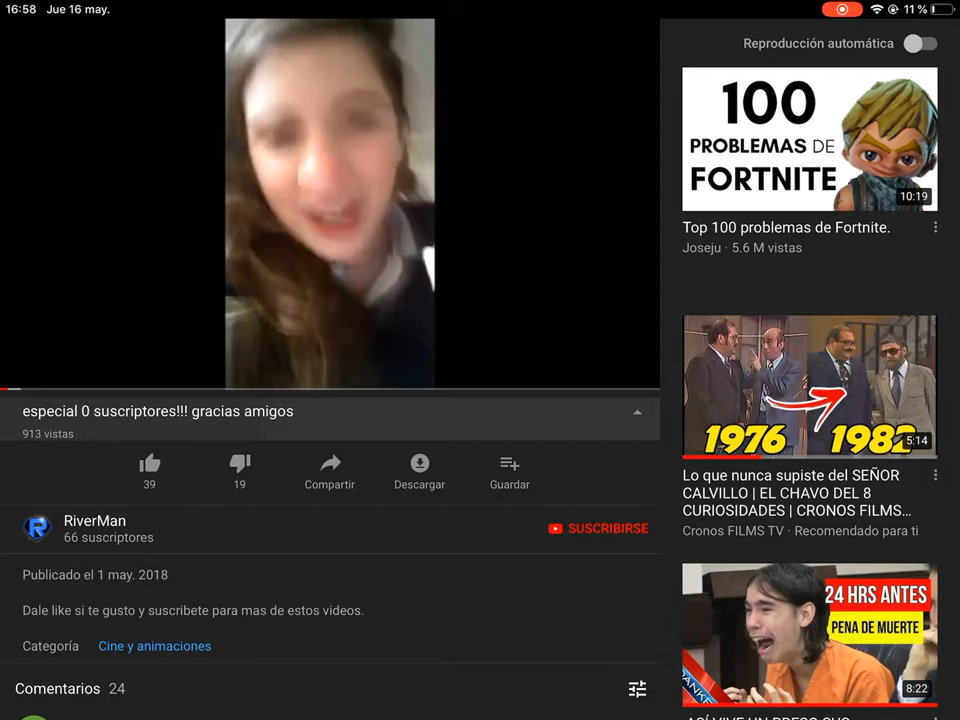 16:58 Jue 16 may.
11 %
Reproducción automática
100
PROBLEMAS DE
FORTNITE
10:19
Top 100 problemas de Fortnite.
Joseju · 5.6 M vistas
1976 1982
5:14
Lo que nunca supiste del SEÑOR
CALVILLO | EL CHAVO DEL 8
CURIOSIDADES | CRONOS FILMS...
Cronos FILMS TV · Recomendado para ti
24 HRS ANTES
PENA DE MUERTE
8:22
especial 0 suscriptores!!! gracias amigos
913 vistas
39
19
Compartir
Descargar
Guardar
RiverMan
66 suscriptores
SUSCRIBIRSE
Publicado el 1 may. 2018
Dale like si te gusto y suscribete para mas de estos videos.
Categoría Cine y animaciones
Comentarios 24